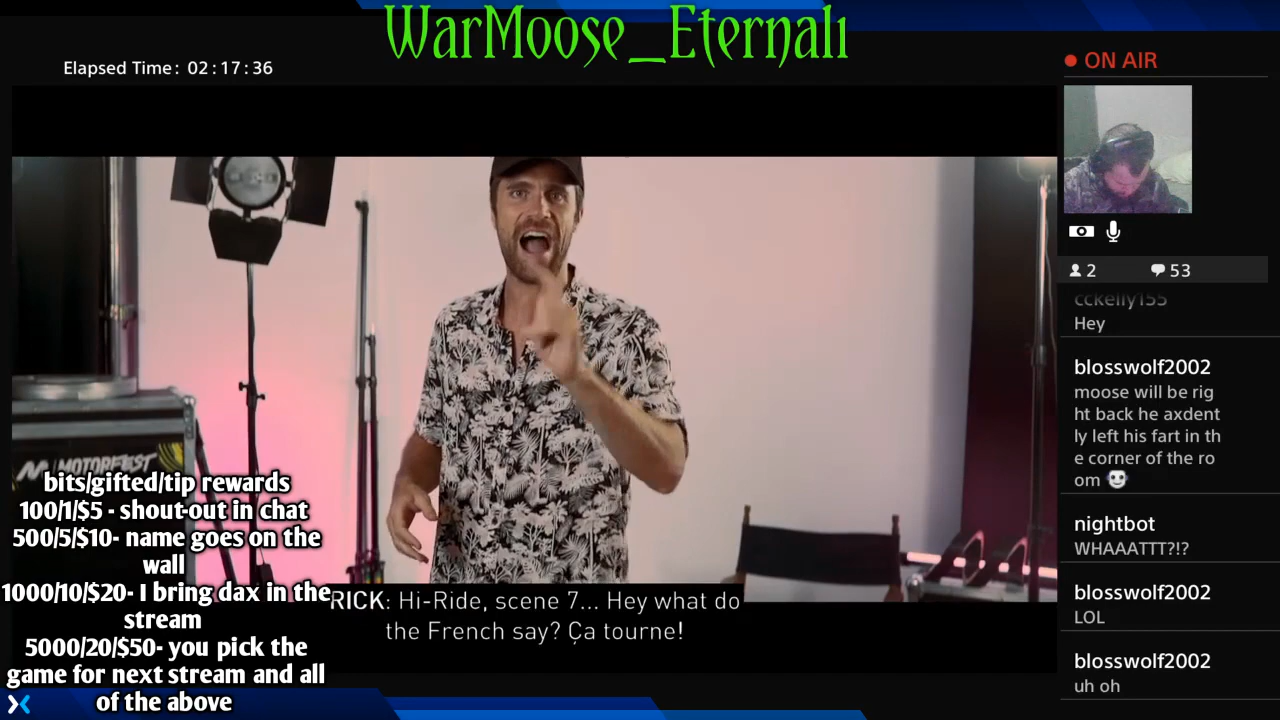 WarMoose_Eternal1
Elapsed Time: 02:17:36
ON AIR
2
53
cckelly155
Hey
blosswolf2002
moose will be rig
ht back he axdent
ly left his fart in th
e corner of the ro
om
nightbot
WHAAATTT?!?
blosswolf2002
LOL
blosswolf2002
uh oh
MOTORFEST
bits/gifted/tip rewards
100/1/$5 - shout-out in chat
500/5/$10- name goes on the
wall
1000/10/$20- I bring dax in the
stream
5000/20/$50- you pick the
game for next stream and all
of the above
RICK: Hi-Ride, scene 7... Hey what do
the French say? Ça tourne!